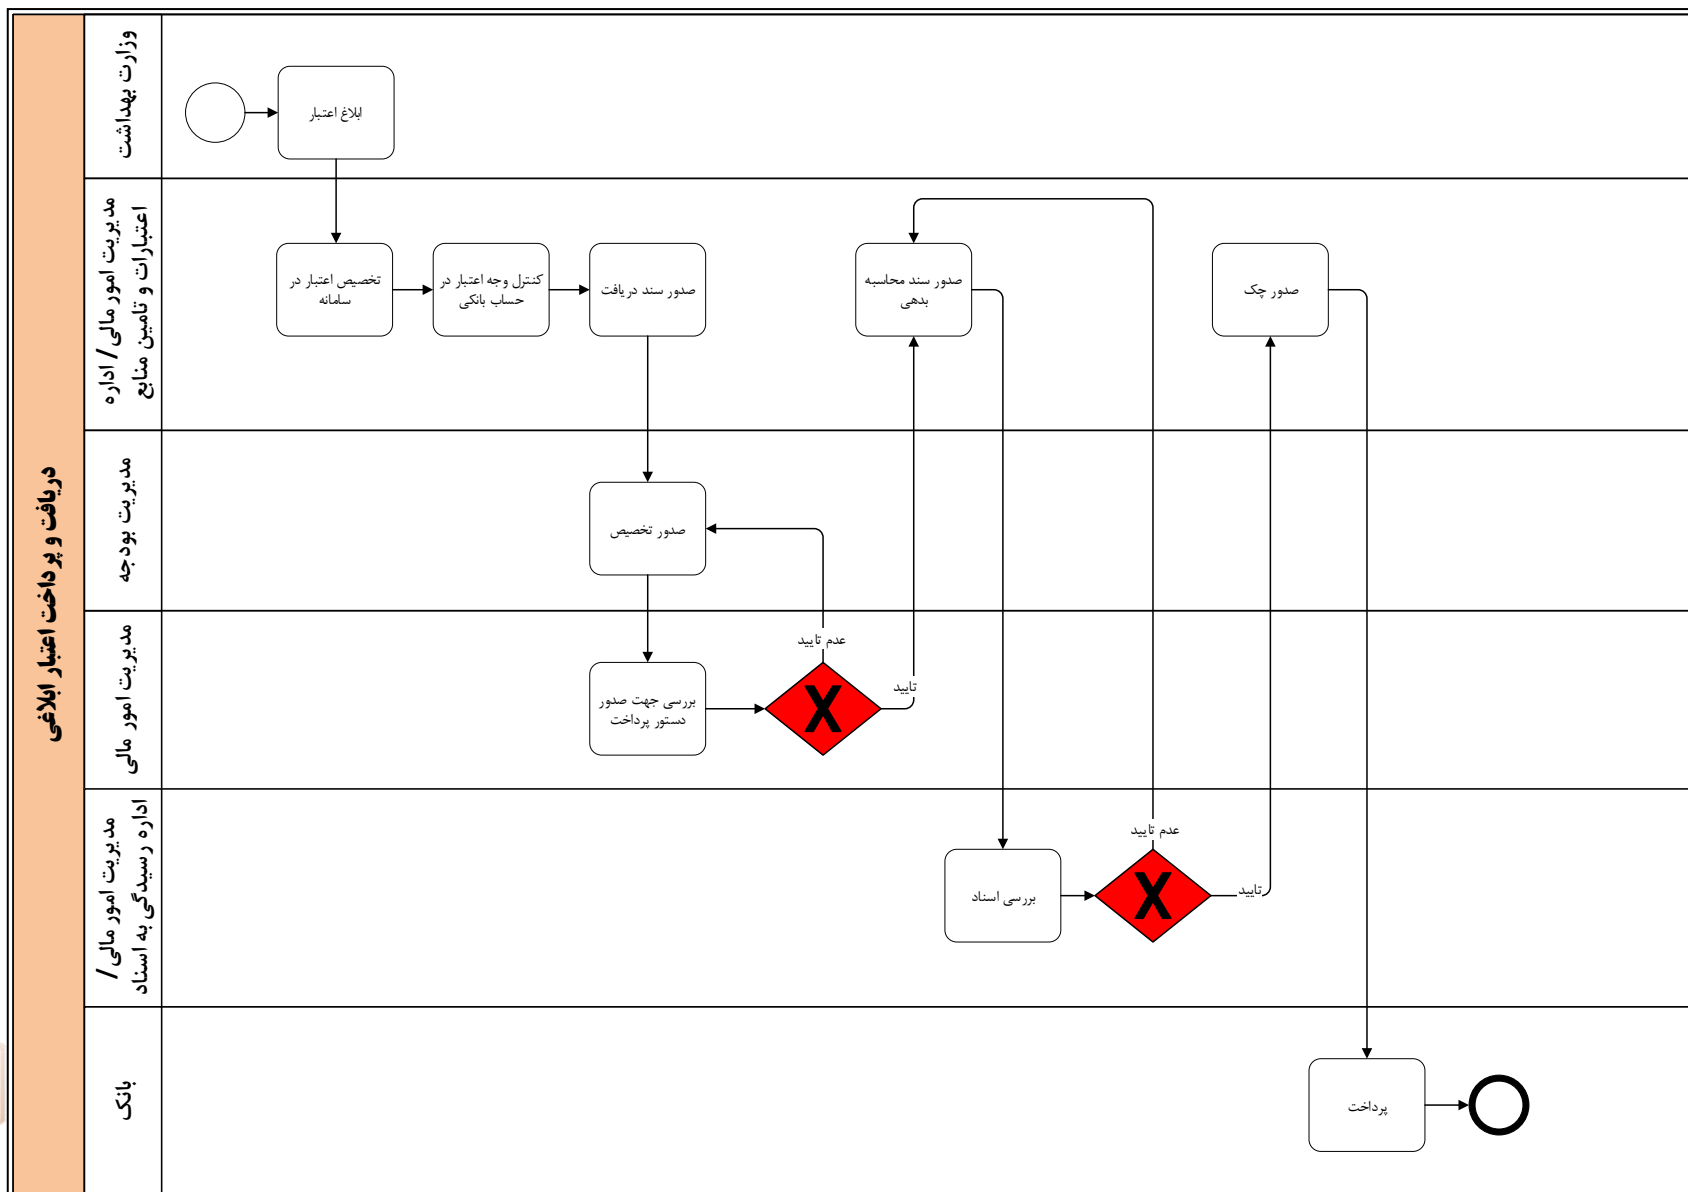 دریافت و پرداخت اعتبار ابلاغی
وزارت بهداشت
ابلاغ اعتبار
مدیریت امور مالی / اداره
اعتبارات و تامین منابع
تخصیص اعتبار در
سامانه
کنترل وجه اعتبار در
حساب بانکی
صدور سند دریافت
صدور سند محاسبه
بدهی
صدور چک
مدیریت بودجه
صدور تخصیص
مدیریت امور مالی
بررسی جهت صدور
دستور پرداخت
X
عدم تایید
تایید
مدیریت امور مالی /
اداره رسیدگی به اسناد
بررسی اسناد
X
عدم تایید
تایید
بانک
پرداخت